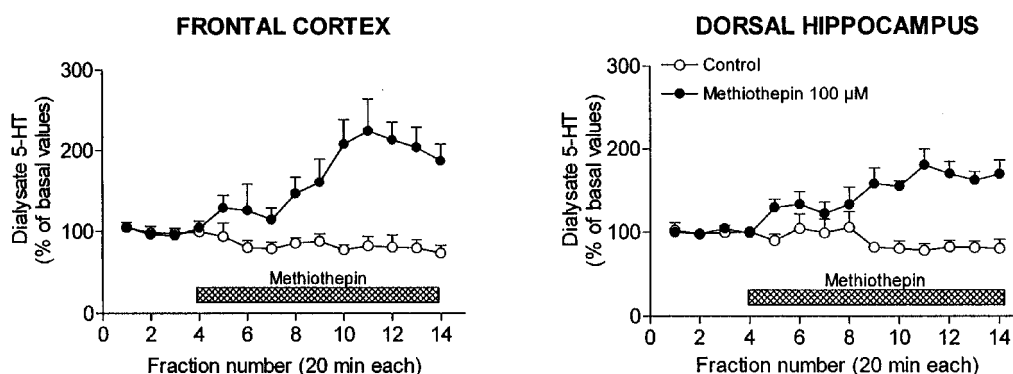 FRONTAL CORTEX
300
200
100
0
Dialysate 5-HT
(% of basal values)
Methiothepin
0 2 4 6 8 10 12 14
Fraction number (20 min each)
DORSAL HIPPOCAMPUS
Control
Methiothepin 100 µM
300
200
100
0
Dialysate 5-HT
(% of basal values)
Methiothepin
0 2 4 6 8 10 12 14
Fraction number (20 min each)